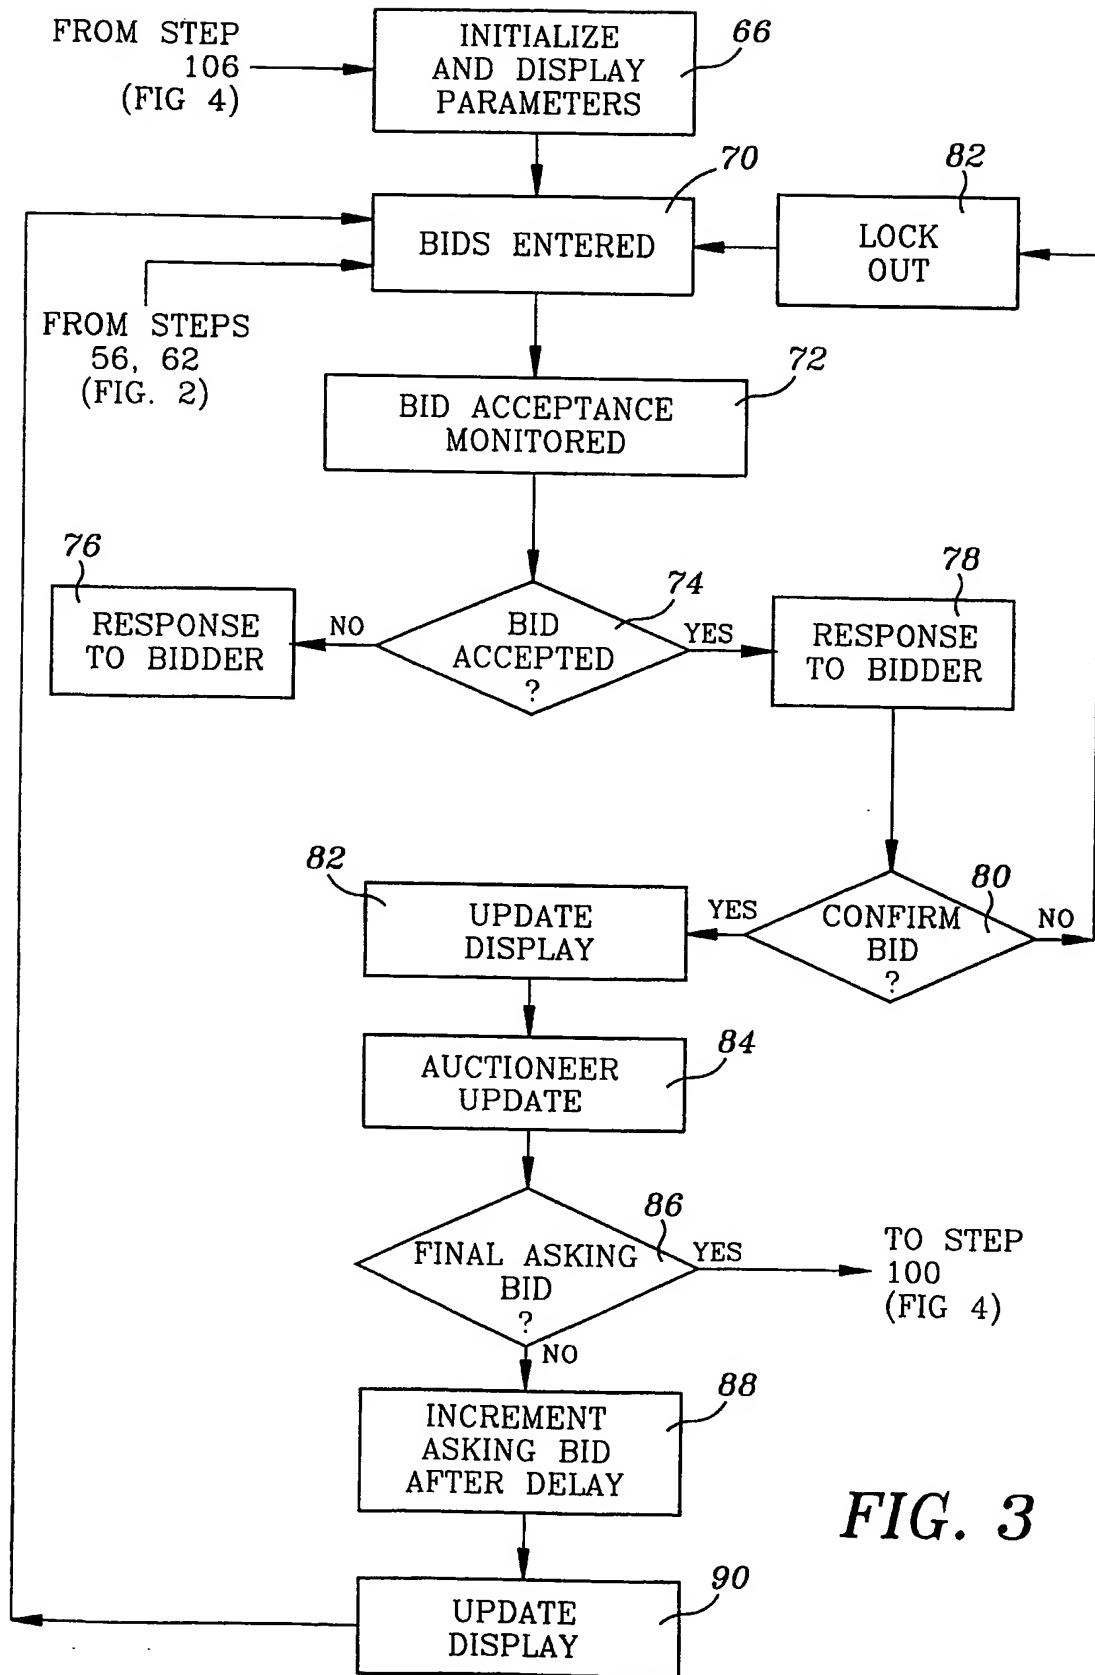 FROM STEP
106
(FIG 4)
INITIALIZE
AND DISPLAY
PARAMETERS
66
70
BIDS ENTERED
82
LOCK
OUT
FROM STEPS
56, 62
(FIG. 2)
72
BID ACCEPTANCE
MONITORED
76
RESPONSE
TO BIDDER
NO
74
BID
ACCEPTED
?
YES
78
RESPONSE
TO BIDDER
82
UPDATE
DISPLAY
YES
80
CONFIRM
BID
?
NO
84
AUCTIONEER
UPDATE
86
FINAL ASKING
BID
?
YES
TO STEP
100
(FIG 4)
NO
88
INCREMENT
ASKING BID
AFTER DELAY
FIG. 3
90
UPDATE
DISPLAY